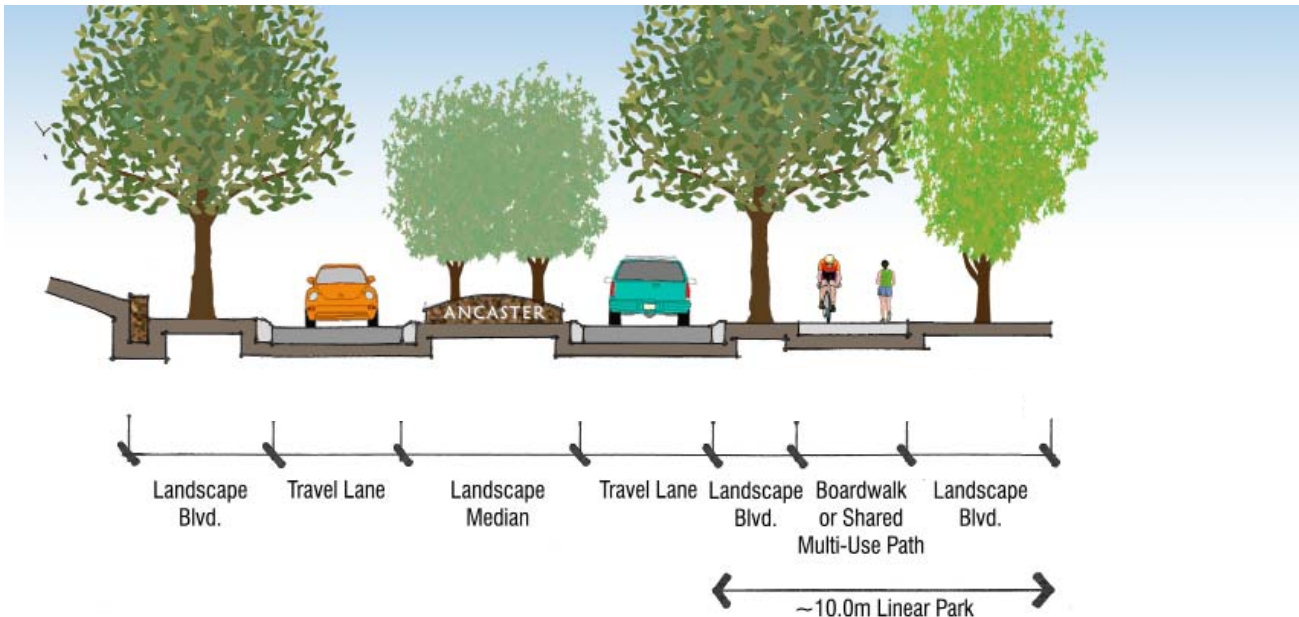 ANCASTER
Landscape
Blvd.
Travel Lane
Landscape
Median
Travel Lane
Landscape
Blvd.
Boardwalk
or Shared
Multi-Use Path
Landscape
Blvd.
~10.0m Linear Park